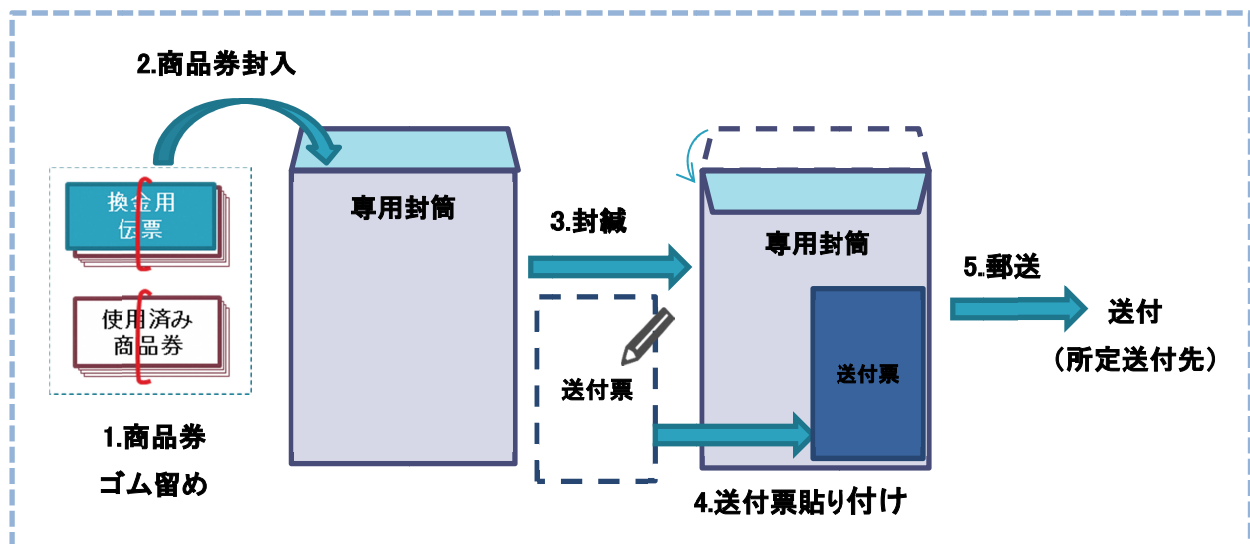 2.商品券封入
換金用
伝票
使用済み
商品券
1.商品券
ゴム留め
専用封筒
3.封緘
送付票
専用封筒
送付票
4.送付票貼り付け
5.郵送
送付
（所定送付先）